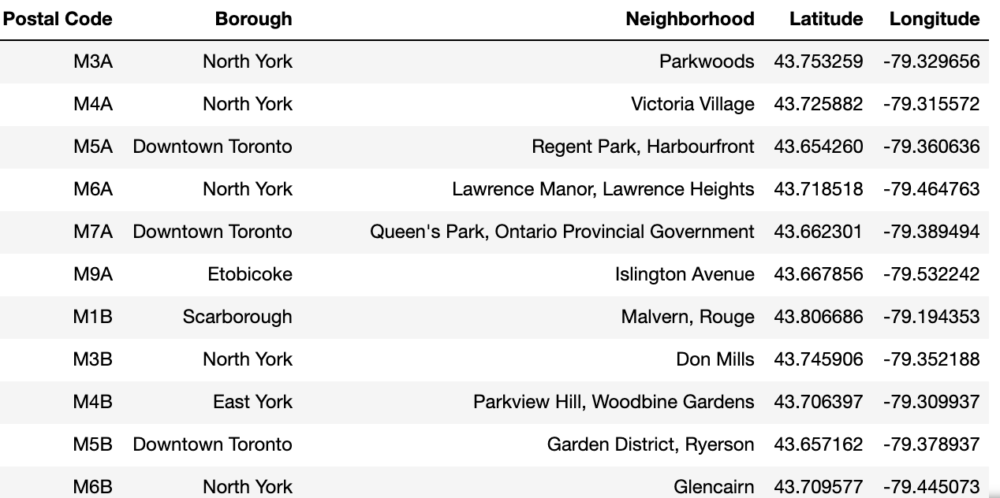 Postal Code Borough Neighborhood Latitude Longitude
M3A North York Parkwoods 43.753259 -79.329656
M4A North York Victoria Village 43.725882 -79.315572
M5A Downtown Toronto Regent Park, Harbourfront 43.654260 -79.360636
M6A North York Lawrence Manor, Lawrence Heights 43.718518 -79.464763
M7A Downtown Toronto Queen's Park, Ontario Provincial Government 43.662301 -79.389494
M9A Etobicoke Islington Avenue 43.667856 -79.532242
M1B Scarborough Malvern, Rouge 43.806686 -79.194353
M3B North York Don Mills 43.745906 -79.352188
M4B East York Parkview Hill, Woodbine Gardens 43.706397 -79.309937
M5B Downtown Toronto Garden District, Ryerson 43.657162 -79.378937
M6B North York Glencairn 43.709577 -79.445073